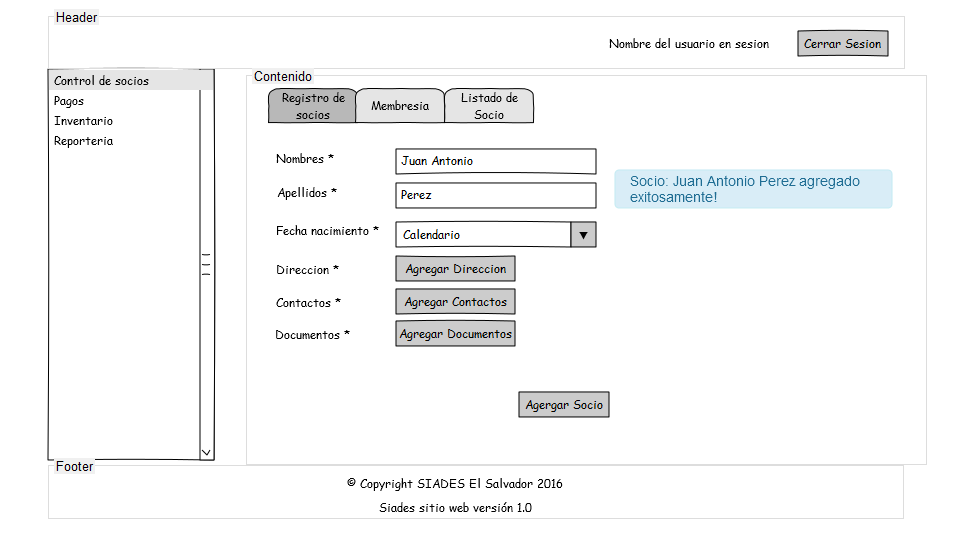 Header
Nombre del usuario en sesion
Cerrar Sesion
Control de socios
Pagos
Inventario
Reporteria
Contenido
Registro de
socios
Membresia
Listado de
Socio
Nombres *
Juan Antonio
Apellidos *
Perez
Socio: Juan Antonio Perez agregado
exitosamente!
Fecha nacimiento *
Calendario
Direccion *
Agregar Direccion
Contactos *
Agregar Contactos
Documentos *
Agregar Documentos
Agergar Socio
Footer
© Copyright SIADES El Salvador 2016
Siades sitio web versión 1.0